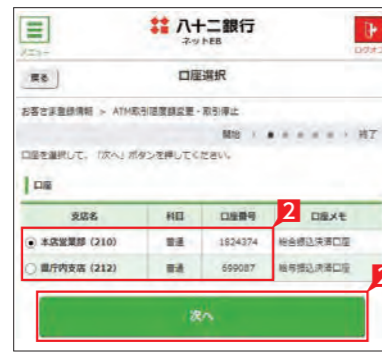 八十二銀行
ネットEB
メニュー
ログオフ
戻る
口座選択
お客さま登録情報 > ATM取引限度額変更・取引停止
開始
終了
口座を選択して、「次へ」ボタンを押してください。
口座
支店名 科目 口座番号 2 口座メモ
本店営業部 (210) 普通 1824374 総合振込決済口座
県庁内支店 (212) 普通 699087 給与振込決済口座
次へ